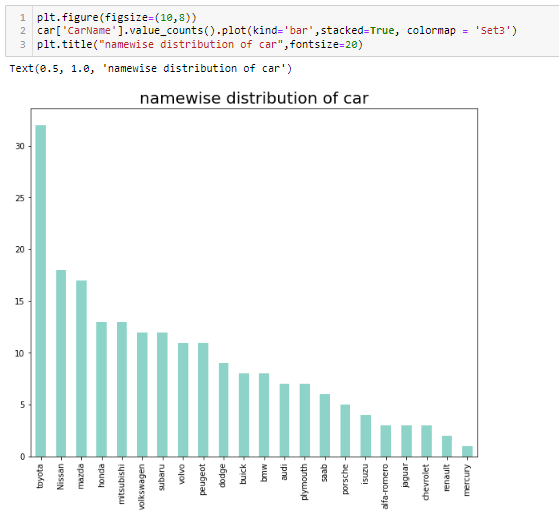 1 plt.figure(figsize=(10,8))
2 car['CarName'].value_counts().plot(kind='bar',stacked=True, colormap = 'Set3')
3 plt.title("namewise distribution of car",fontsize=20)
Text(0.5, 1.0, 'namewise distribution of car')
namewise distribution of car
30
25
20
15
10
5
0
toyota
Nissan
mazda
honda
mitsubishi
volkswagen
subaru
volvo
peugeot
dodge
buick
bmw
audi
plymouth
saab
porsche
isuzu
alfa-romero
jaguar
chevrolet
renault
mercury